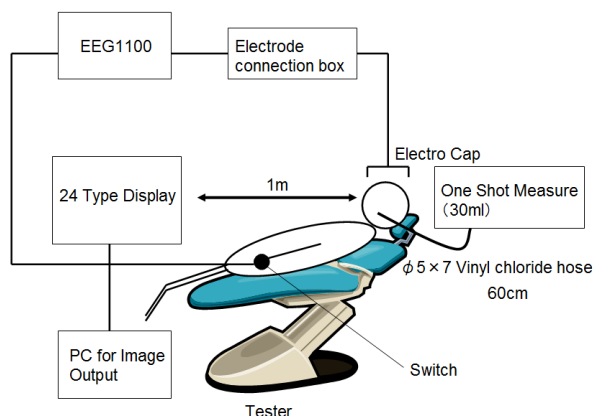 EEG1100
Electrode
connection box
Electro Cap
24 Type Display
1m
One Shot Measure
（30ml）
φ5×7 Vinyl chloride hose
60cm
PC for Image
Output
Switch
Tester